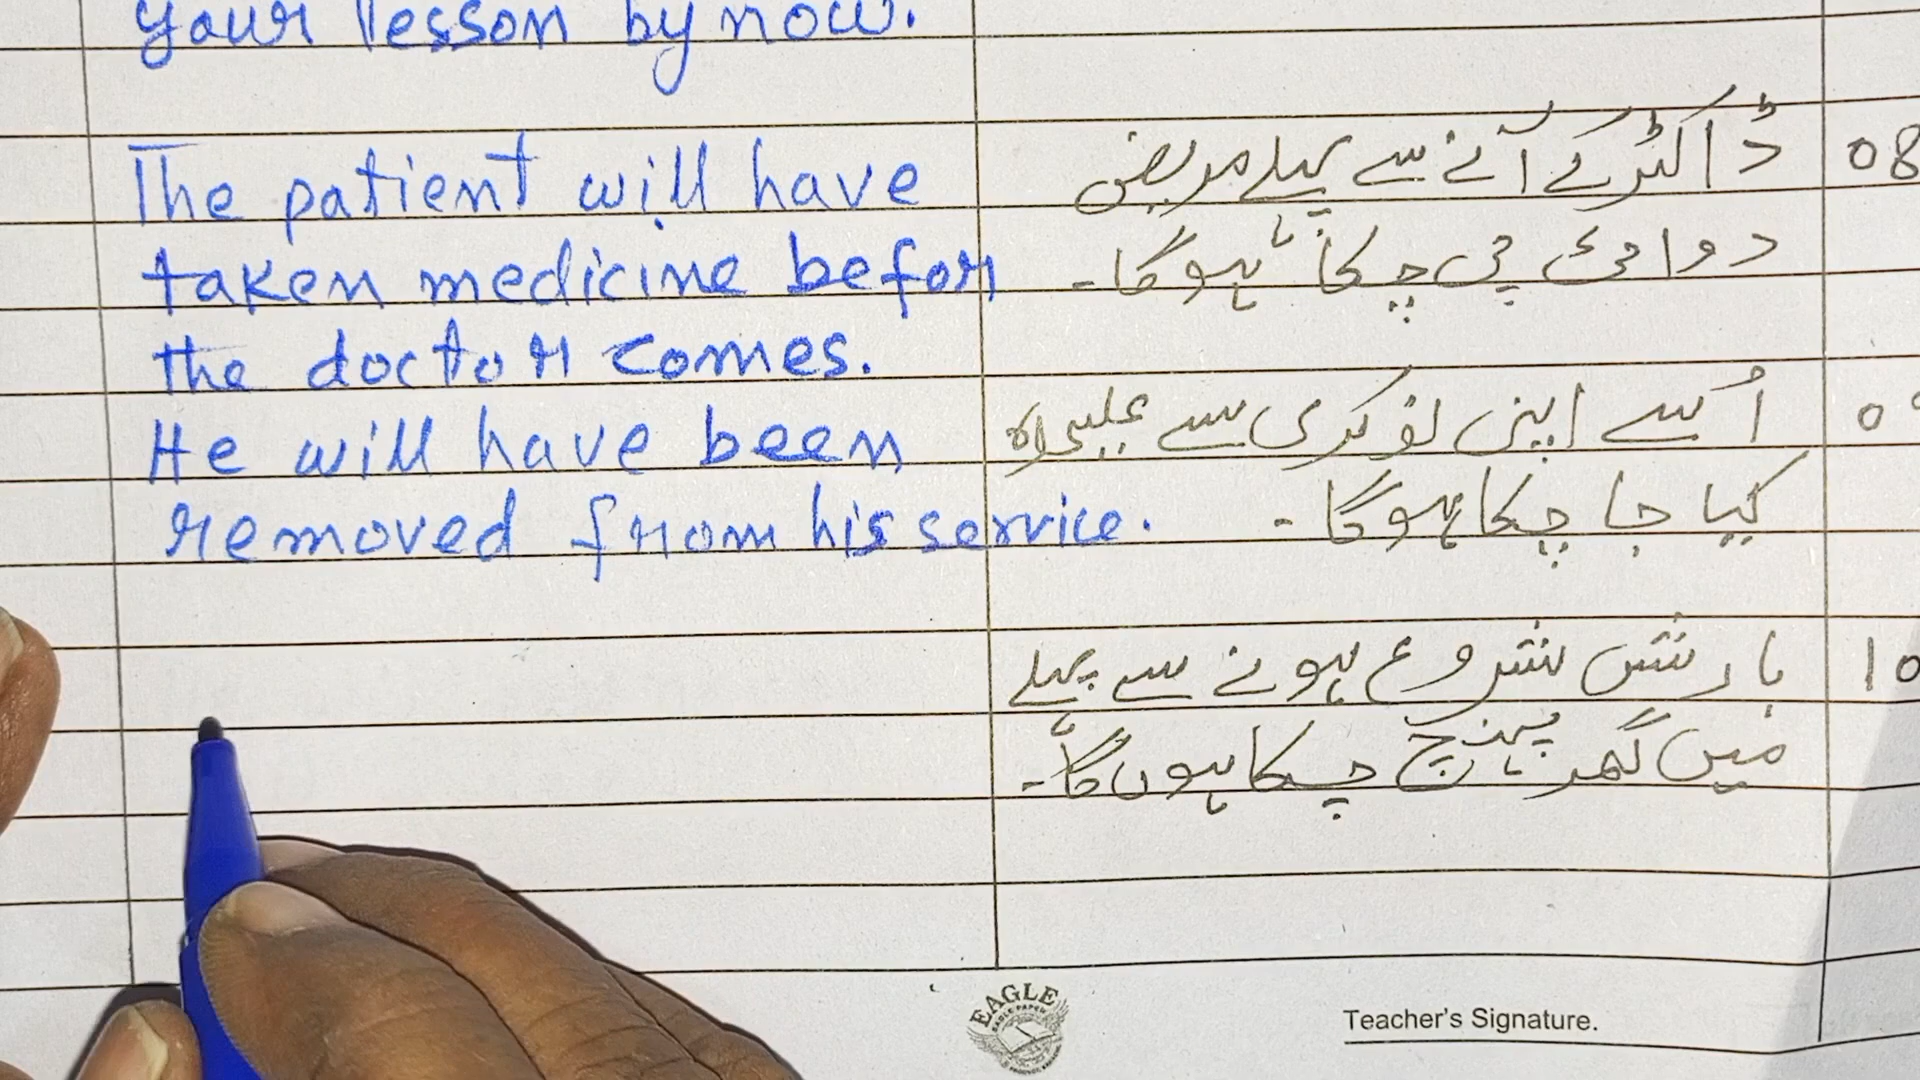 your lesson by now.
The patient will have
taken medicine befor
the doctor comes.
He will have been
removed from his service.
ڈاکٹر کے آنے سے پہلے مریض
دوائی پی چکا ہوگا۔
08
اُسے اپنی نوکری سے علیحدہ
کیا جا چکا ہوگا۔
بارش شروع ہونے سے پہلے
میں گھر پہنچ چکا ہوں گا۔
10
EAGLE
Teacher's Signature.